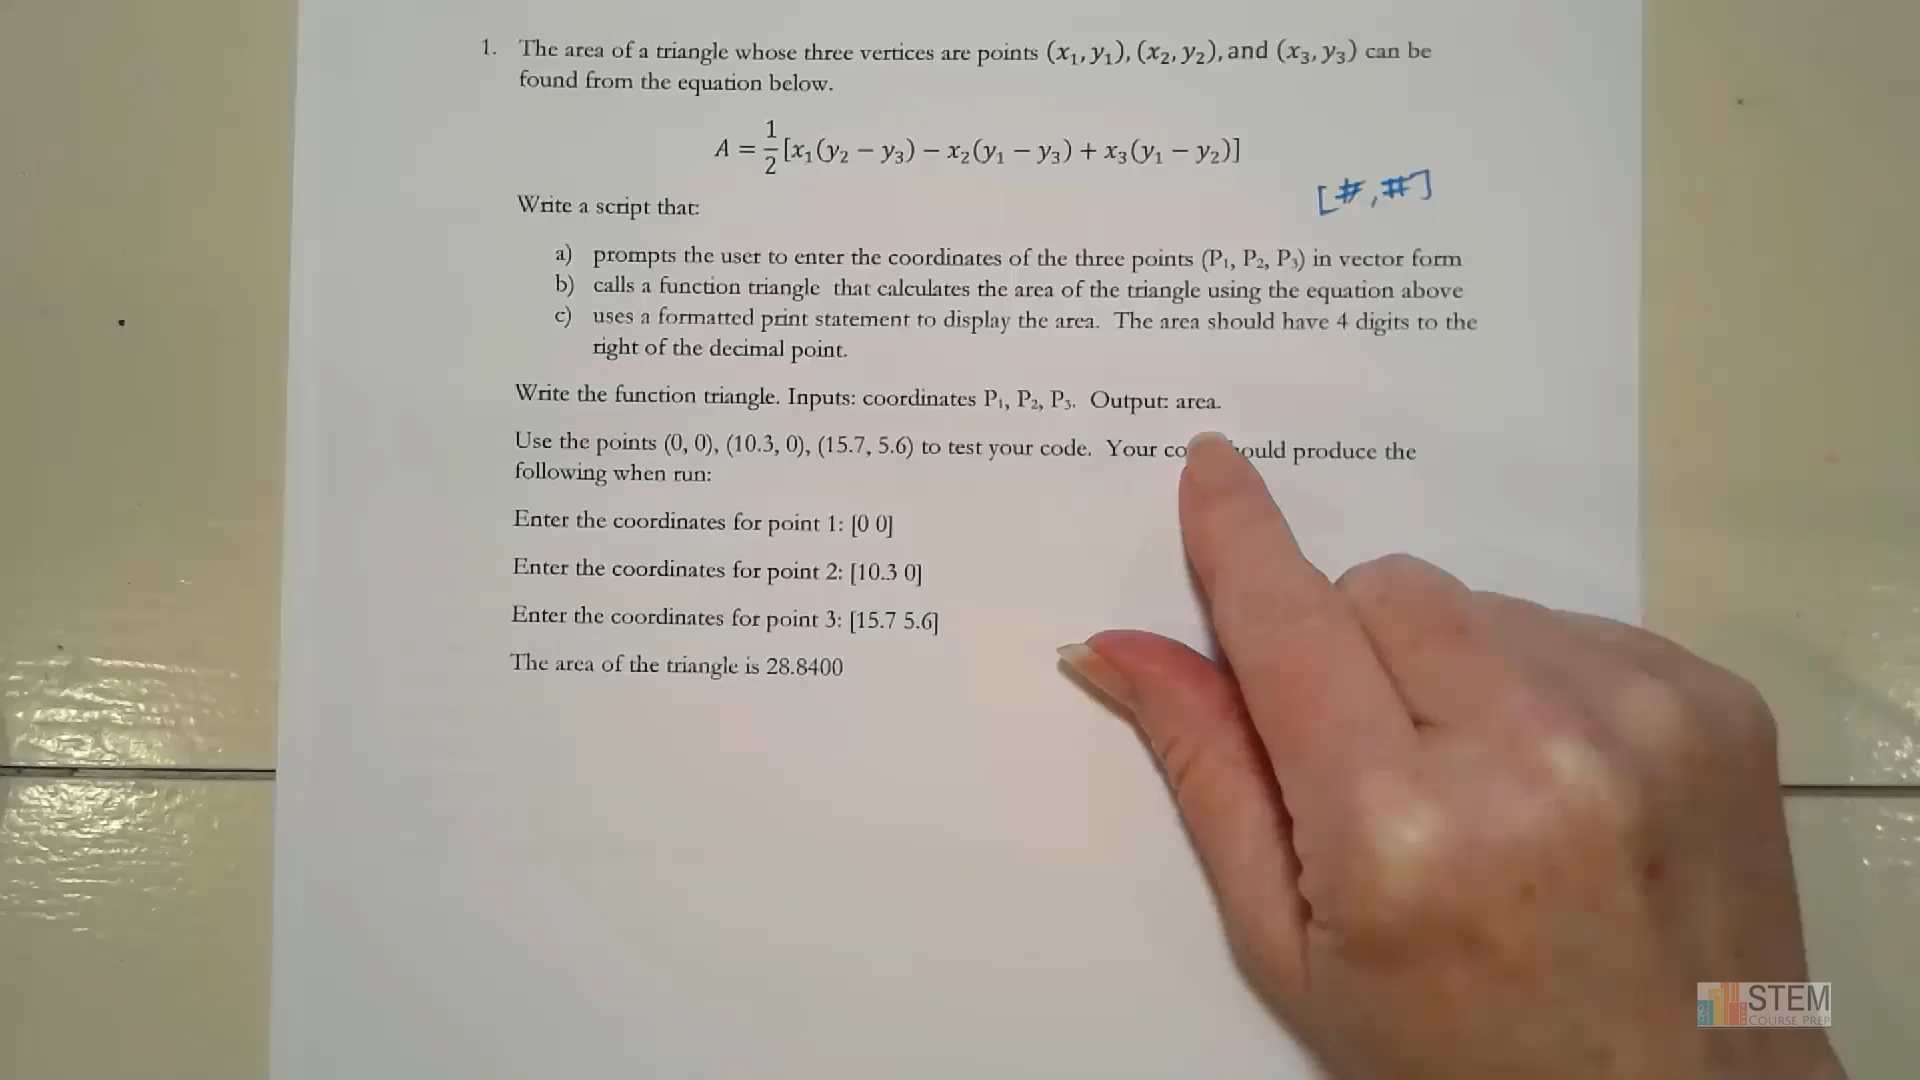 1. The area of a triangle whose three vertices are points (x₁, y₁), (x₂, y₂), and (x₃, y₃) can be
found from the equation below.
A = 1/2 [x₁(y₂ − y₃) − x₂(y₁ − y₃) + x₃(y₁ − y₂)]
[#, #]
Write a script that:
a) prompts the user to enter the coordinates of the three points (P₁, P₂, P₃) in vector form
b) calls a function triangle that calculates the area of the triangle using the equation above
c) uses a formatted print statement to display the area. The area should have 4 digits to the
right of the decimal point.
Write the function triangle. Inputs: coordinates P₁, P₂, P₃. Output: area.
Use the points (0, 0), (10.3, 0), (15.7, 5.6) to test your code. Your co ould produce the
following when run:
Enter the coordinates for point 1: [0 0]
Enter the coordinates for point 2: [10.3 0]
Enter the coordinates for point 3: [15.7 5.6]
The area of the triangle is 28.8400
STEM
COURSE PREP